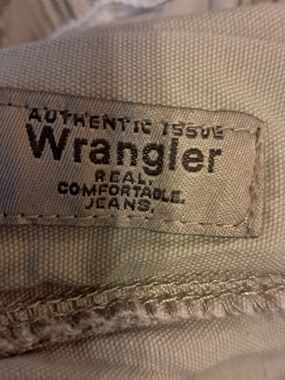 AUTHENTIC ISSUE
Wrangler
REAL.
COMFORTABLE.
JEANS.